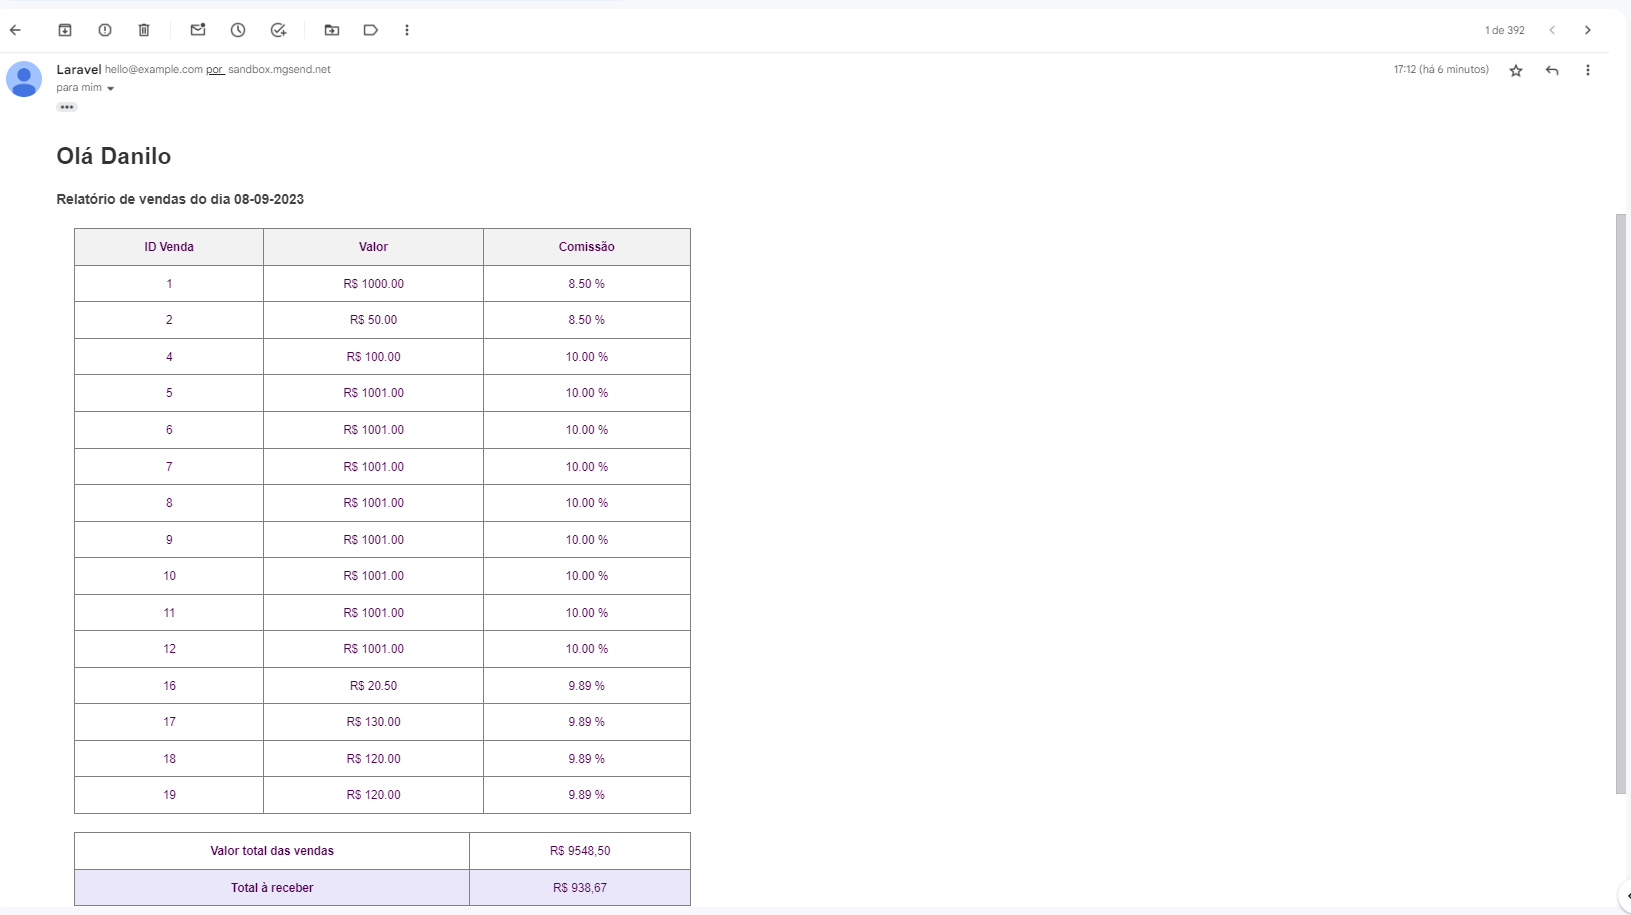 1 de 392
Laravel hello@example.com por sandbox.mgsend.net 17:12 (há 6 minutos)
para mim
Olá Danilo
Relatório de vendas do dia 08-09-2023
ID Venda Valor Comissão
1 R$ 1000.00 8.50 %
2 R$ 50.00 8.50 %
4 R$ 100.00 10.00 %
5 R$ 1001.00 10.00 %
6 R$ 1001.00 10.00 %
7 R$ 1001.00 10.00 %
8 R$ 1001.00 10.00 %
9 R$ 1001.00 10.00 %
10 R$ 1001.00 10.00 %
11 R$ 1001.00 10.00 %
12 R$ 1001.00 10.00 %
16 R$ 20.50 9.89 %
17 R$ 130.00 9.89 %
18 R$ 120.00 9.89 %
19 R$ 120.00 9.89 %
Valor total das vendas R$ 9548,50
Total à receber R$ 938,67